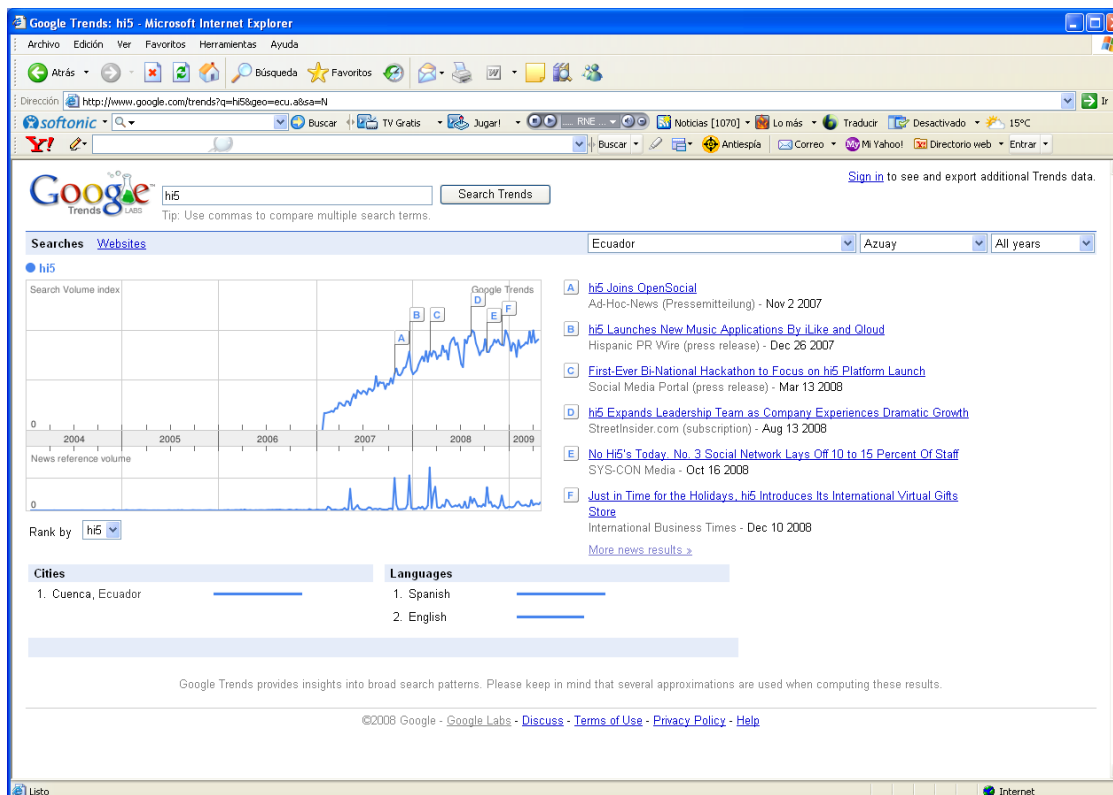 Google Trends: hi5 - Microsoft Internet Explorer
Archivo Edición Ver Favoritos Herramientas Ayuda
Atrás Búsqueda Favoritos
Dirección http://www.google.com/trends?q=hi5&geo=ecu.a&sa=N Ir
softonic Buscar TV Gratis Jugar! .... RNE ... Noticias [1070] Lo más Traducir Desactivado 15ºC
Y! Buscar Antiespía Correo My Mi Yahoo! Directorio web Entrar
Sign in to see and export additional Trends data.
Google™
Trends LABS
hi5 Search Trends
Tip: Use commas to compare multiple search terms.
Searches Websites Ecuador Azuay All years
hi5
Search Volume index Google Trends
A B C D E F
0
2004 2005 2006 2007 2008 2009
News reference volume
0
Rank by hi5
A hi5 Joins OpenSocial
Ad-Hoc-News (Pressemitteilung) - Nov 2 2007
B hi5 Launches New Music Applications By iLike and Qloud
Hispanic PR Wire (press release) - Dec 26 2007
C First-Ever Bi-National Hackathon to Focus on hi5 Platform Launch
Social Media Portal (press release) - Mar 13 2008
D hi5 Expands Leadership Team as Company Experiences Dramatic Growth
StreetInsider.com (subscription) - Aug 13 2008
E No Hi5's Today. No. 3 Social Network Lays Off 10 to 15 Percent Of Staff
SYS-CON Media - Oct 16 2008
F Just in Time for the Holidays, hi5 Introduces Its International Virtual Gifts
Store
International Business Times - Dec 10 2008
More news results »
Cities Languages
1. Cuenca, Ecuador 1. Spanish
2. English
Google Trends provides insights into broad search patterns. Please keep in mind that several approximations are used when computing these results.
©2008 Google - Google Labs - Discuss - Terms of Use - Privacy Policy - Help
Listo Internet